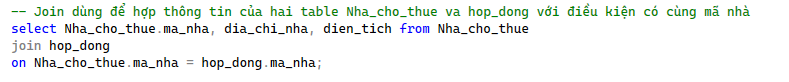 -- Join dùng để hợp thông tin của hai table Nha_cho_thue va hop_dong với điều kiện có cùng mã nhà
select Nha_cho_thue.ma_nha, dia_chi_nha, dien_tich from Nha_cho_thue
join hop_dong
on Nha_cho_thue.ma_nha = hop_dong.ma_nha;